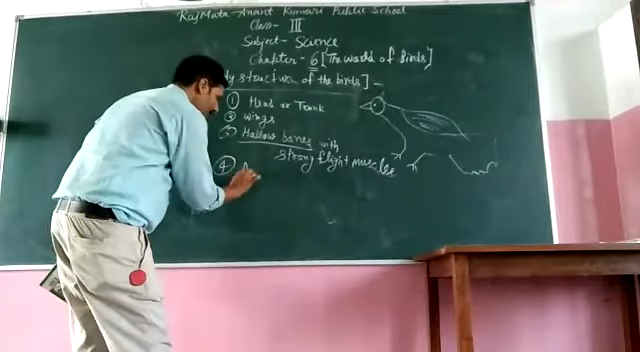 RajMata Anant Kumari Public School
Class- III
Subject - Science
Chapter - 6 [The world of Birds]
dy structure of the birds] -
① Head or Trunk
② wings
③ Hallow bones with
strong flight muscles
④